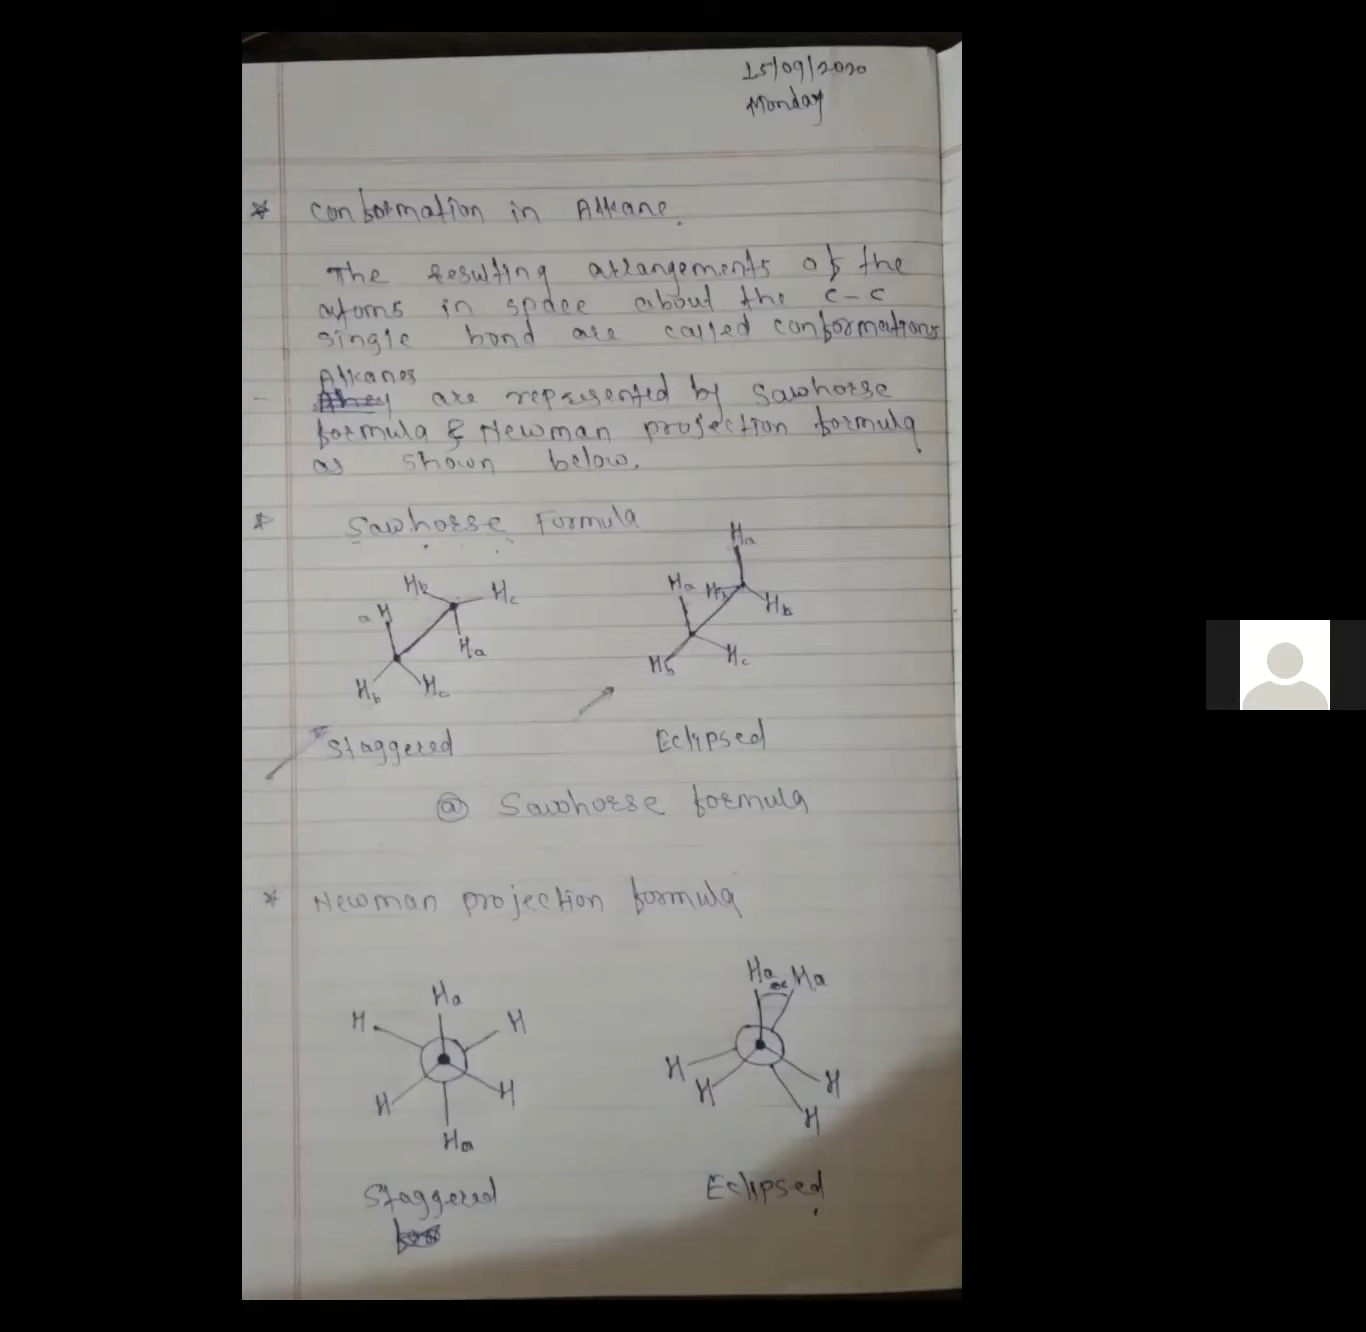 15/09/2020
Monday
* Conformation in Alkane.
The resulting arrangements of the
atoms in space about the C-C
single bond are called conformations
Alkanes
- They are represented by Sawhorse
formula & Newman projection formula
as shown below.
* Sawhorse Formula
Hb Hc
a H
Ha
Hb Hc
Ha
Ha Hc
Hb
Hb Hc
Staggered Eclipsed
(a) Sawhorse formula
* Newman projection formula
Ha
H H
H H
Ha
Ha Ha
H H
H H
Staggered Eclipsed